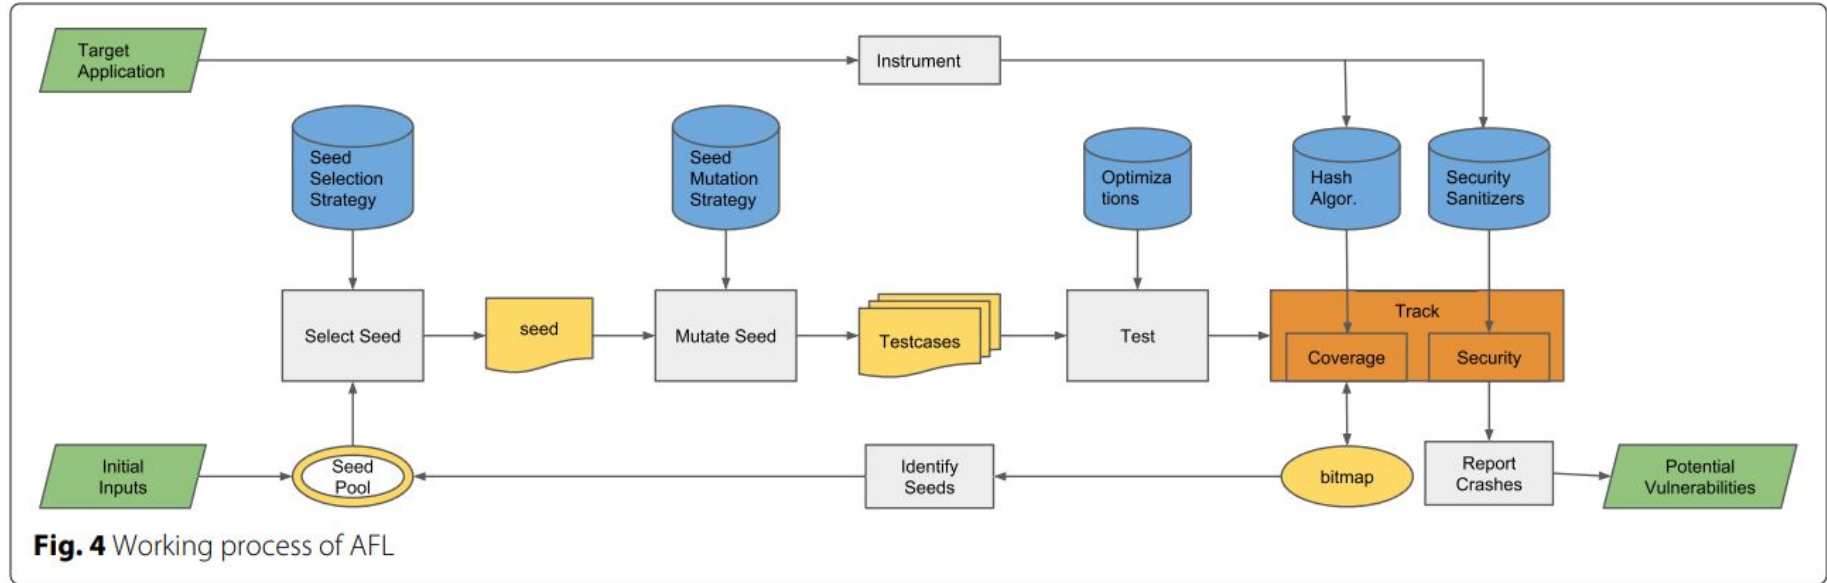 Target
Application
Instrument
Seed
Selection
Strategy
Seed
Mutation
Strategy
Optimiza
tions
Hash
Algor.
Security
Sanitizers
Select Seed
seed
Mutate Seed
Testcases
Test
Track
Coverage
Security
Initial
Inputs
Seed
Pool
Identify
Seeds
bitmap
Report
Crashes
Potential
Vulnerabilities
Fig. 4 Working process of AFL